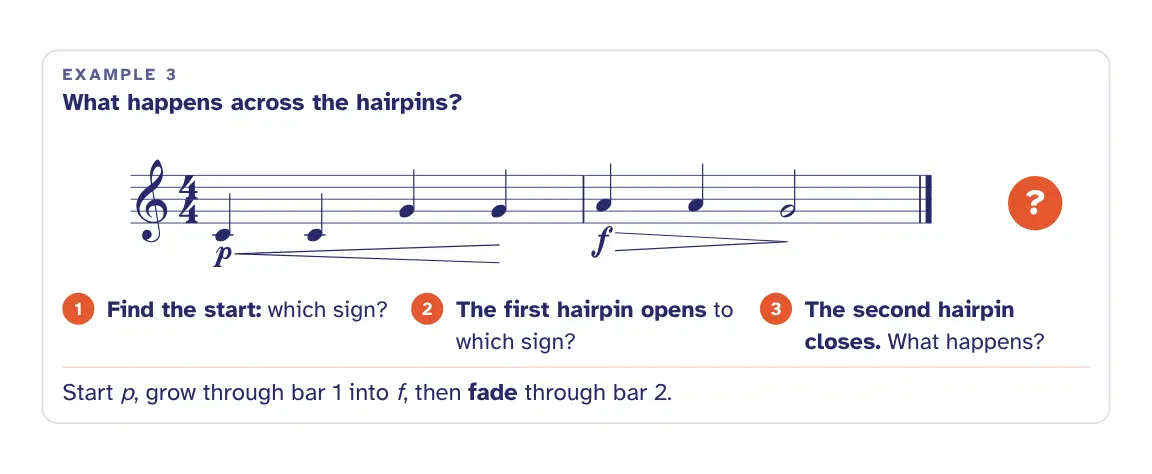 EXAMPLE 3
What happens across the hairpins?
4
4
p
f
?
1 Find the start: which sign?
2 The first hairpin opens to
which sign?
3 The second hairpin
closes. What happens?
Start p, grow through bar 1 into f, then fade through bar 2.